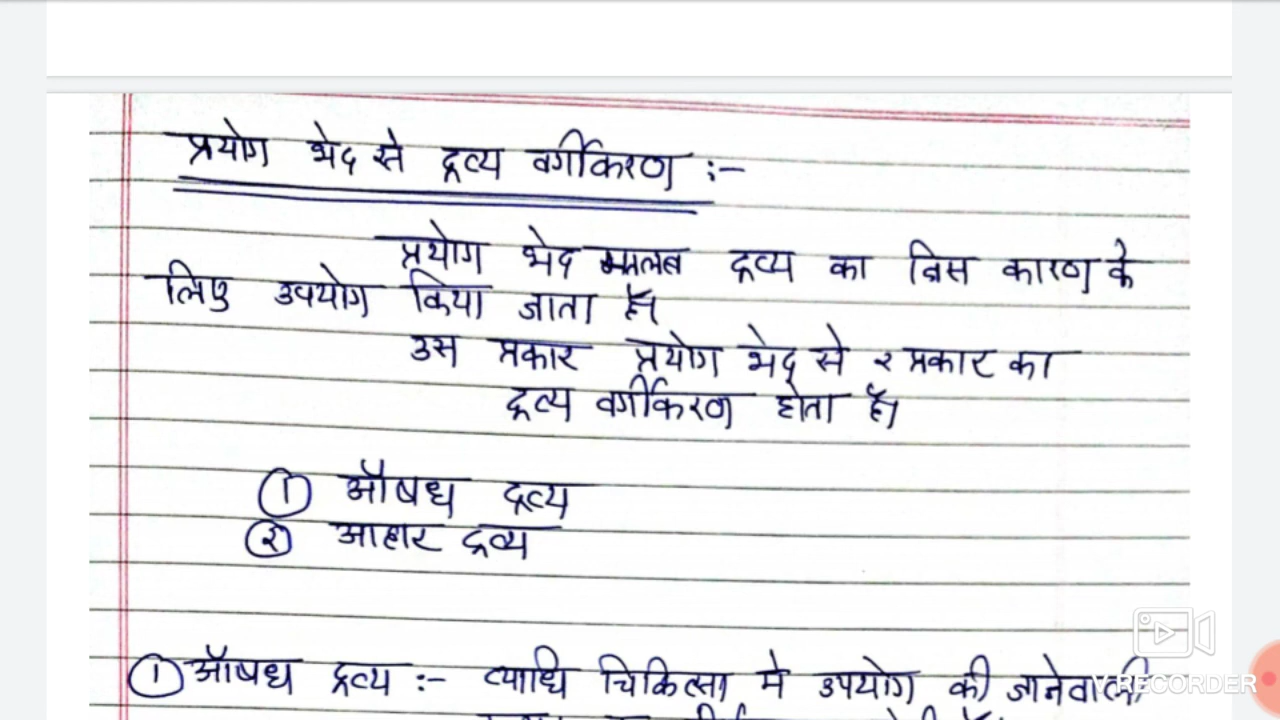 प्रयोग भेद से द्रव्य वर्गीकरण :-
प्रयोग भेद मतलब द्रव्य का जिस कारण के
लिए उपयोग किया जाता है।
उस प्रकार प्रयोग भेद से २ प्रकार का
द्रव्य वर्गीकरण होता है।
① औषध द्रव्य
② आहार द्रव्य
① औषध द्रव्य :- व्याधि चिकित्सा मे उपयोग की जानेवाली
V RECORDER